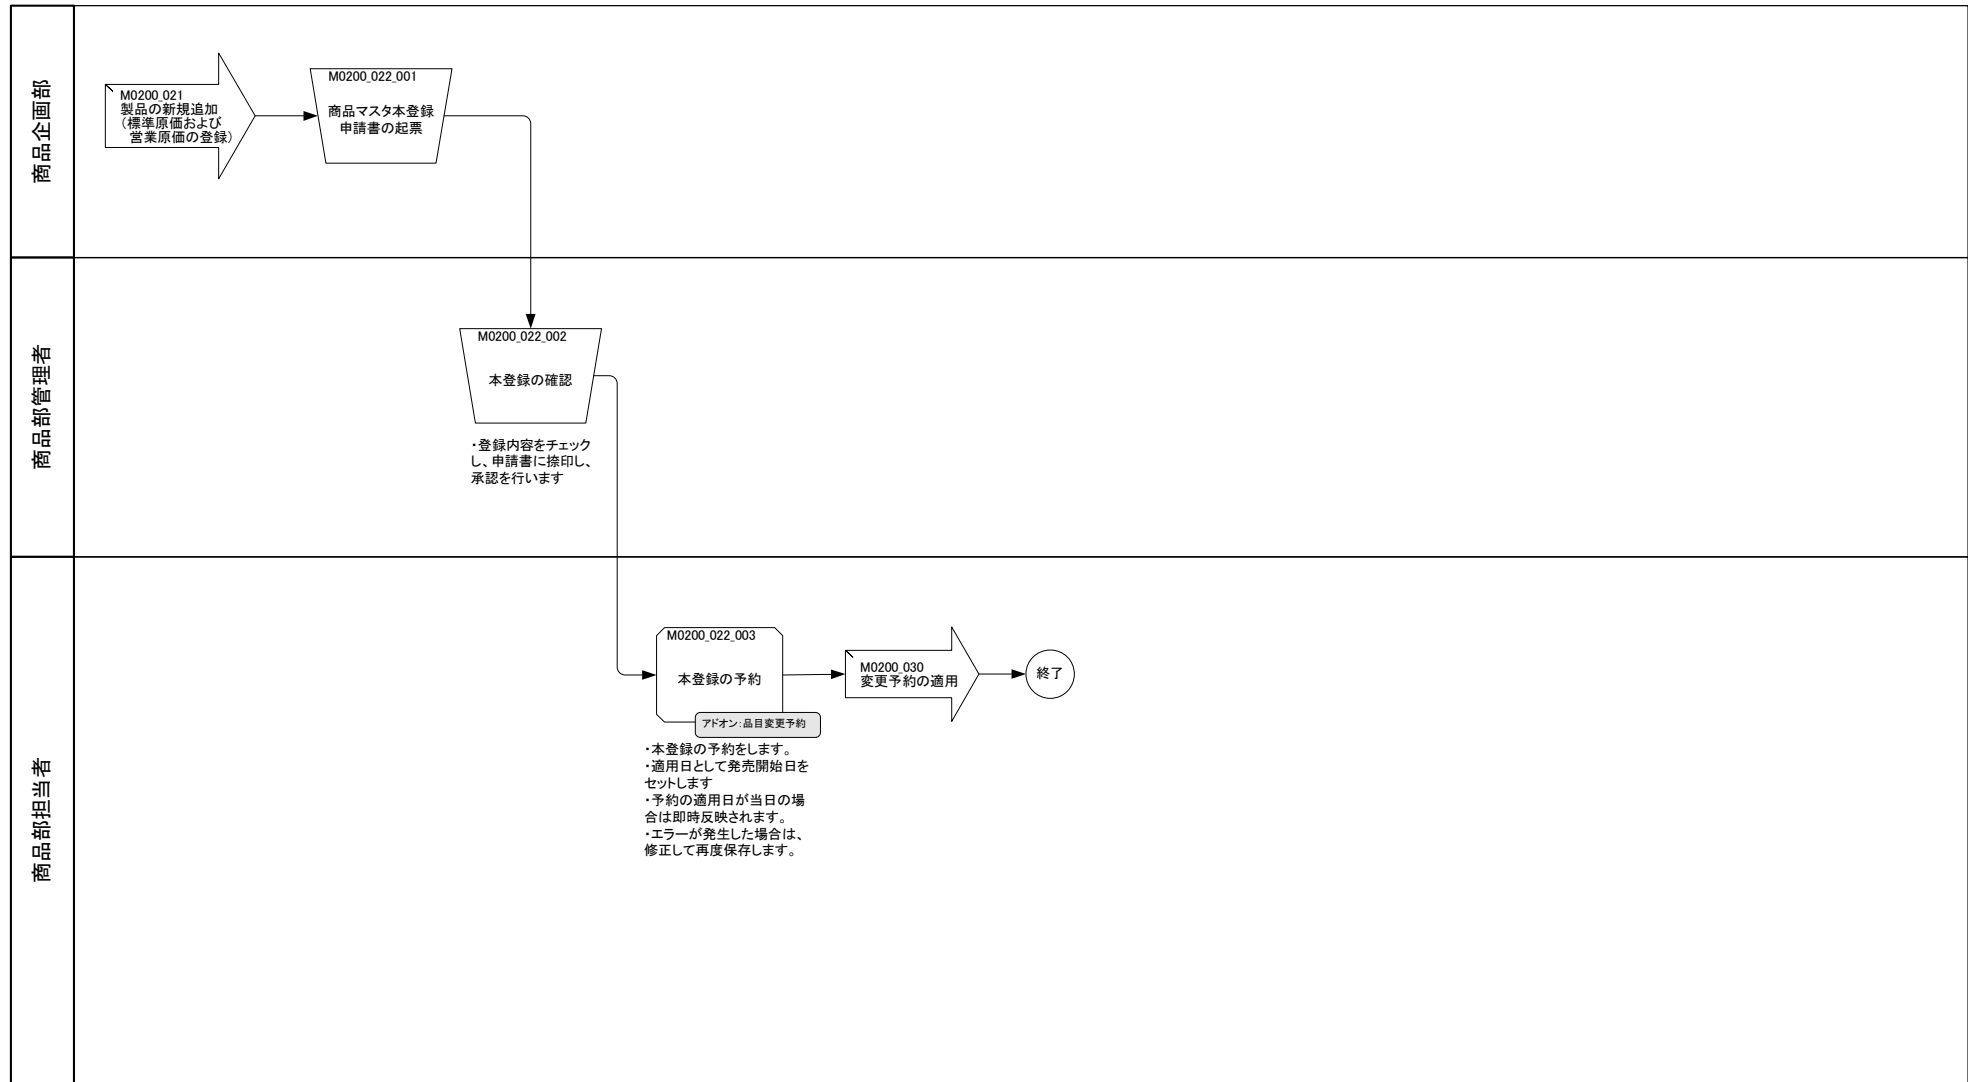 商品企画部
M0200_021
製品の新規追加
（標準原価および
営業原価の登録）
M0200_022_001
商品マスタ本登録
申請書の起票
商品部管理者
M0200_022_002
本登録の確認
・登録内容をチェック
し、申請書に捺印し、
承認を行います
商品部担当者
M0200_022_003
本登録の予約
アドオン：品目変更予約
・本登録の予約をします。
・適用日として発売開始日を
セットします
・予約の適用日が当日の場
合は即時反映されます。
・エラーが発生した場合は、
修正して再度保存します。
M0200_030
変更予約の適用
終了